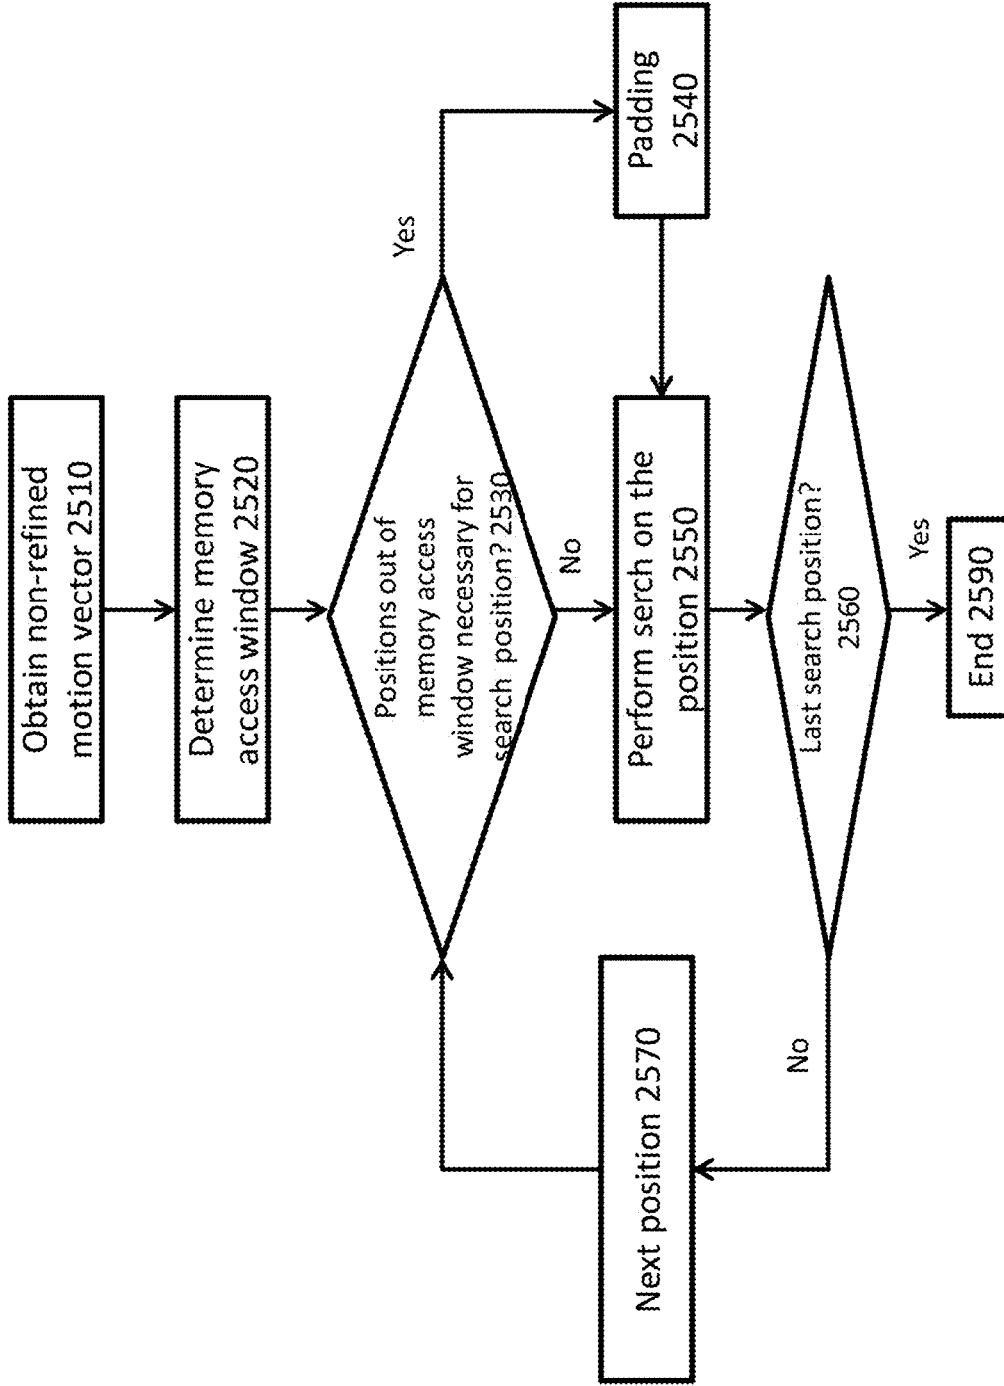 Obtain non-refined
motion vector 2510
Determine memory
access window 2520
Positions out of
memory access
window necessary for
search position? 2530
Yes
Padding
2540
No
Perform serch on the
position 2550
Last search position?
2560
No
Next position 2570
Yes
End 2590